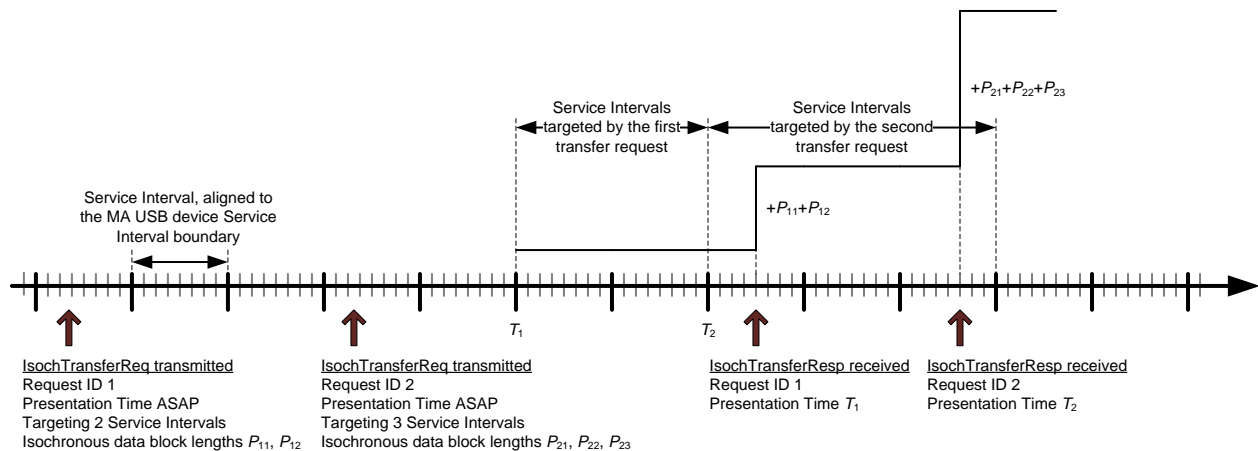 +P21+P22+P23
Service Intervals
targeted by the first
transfer request
Service Intervals
targeted by the second
transfer request
Service Interval, aligned to
the MA USB device Service
Interval boundary
+P11+P12
T1
T2
IsochTransferReq transmitted
Request ID 1
Presentation Time ASAP
Targeting 2 Service Intervals
Isochronous data block lengths P11, P12
IsochTransferReq transmitted
Request ID 2
Presentation Time ASAP
Targeting 3 Service Intervals
Isochronous data block lengths P21, P22, P23
IsochTransferResp received
Request ID 1
Presentation Time T1
IsochTransferResp received
Request ID 2
Presentation Time T2